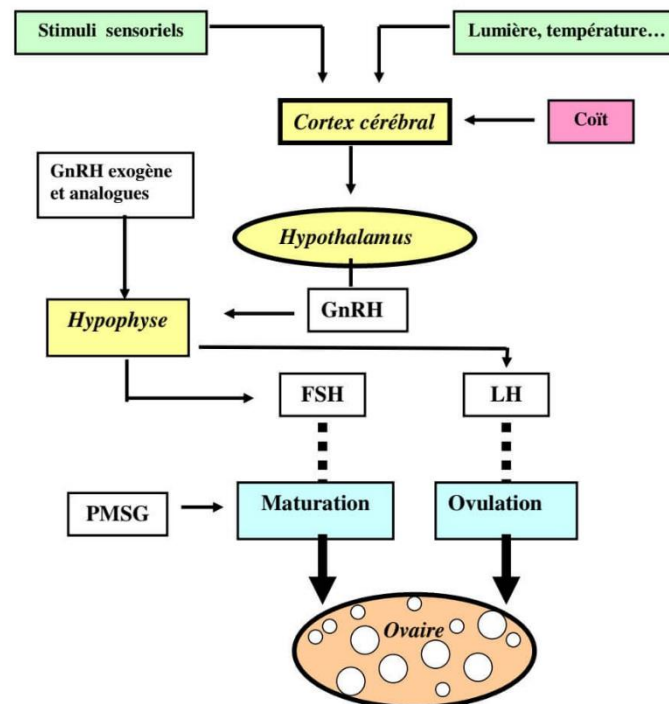 Stimuli sensoriels
Lumière, température…
Cortex cérébral
Coït
GnRH exogène
et analogues
Hypothalamus
Hypophyse
GnRH
FSH
LH
PMSG
Maturation
Ovulation
Ovaire